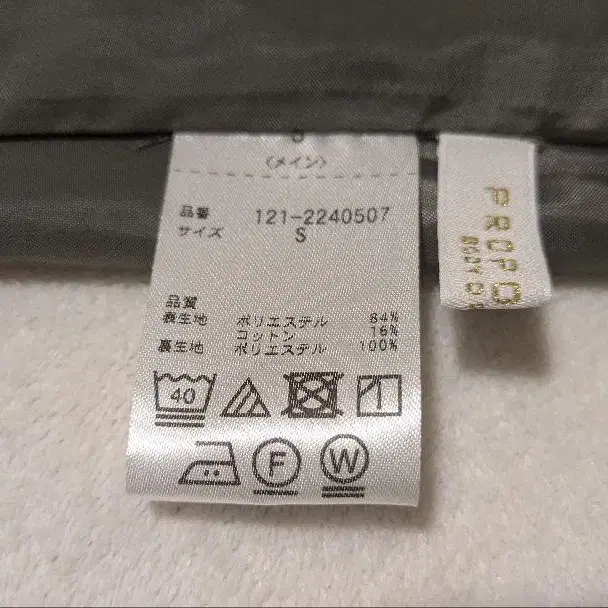 (メイン)
品番 121-2240507
サイズ S
品質
表生地 ポリエステル 84%
コットン 16%
裏生地 ポリエステル 100%
40
F
W
PROPO
BODY D